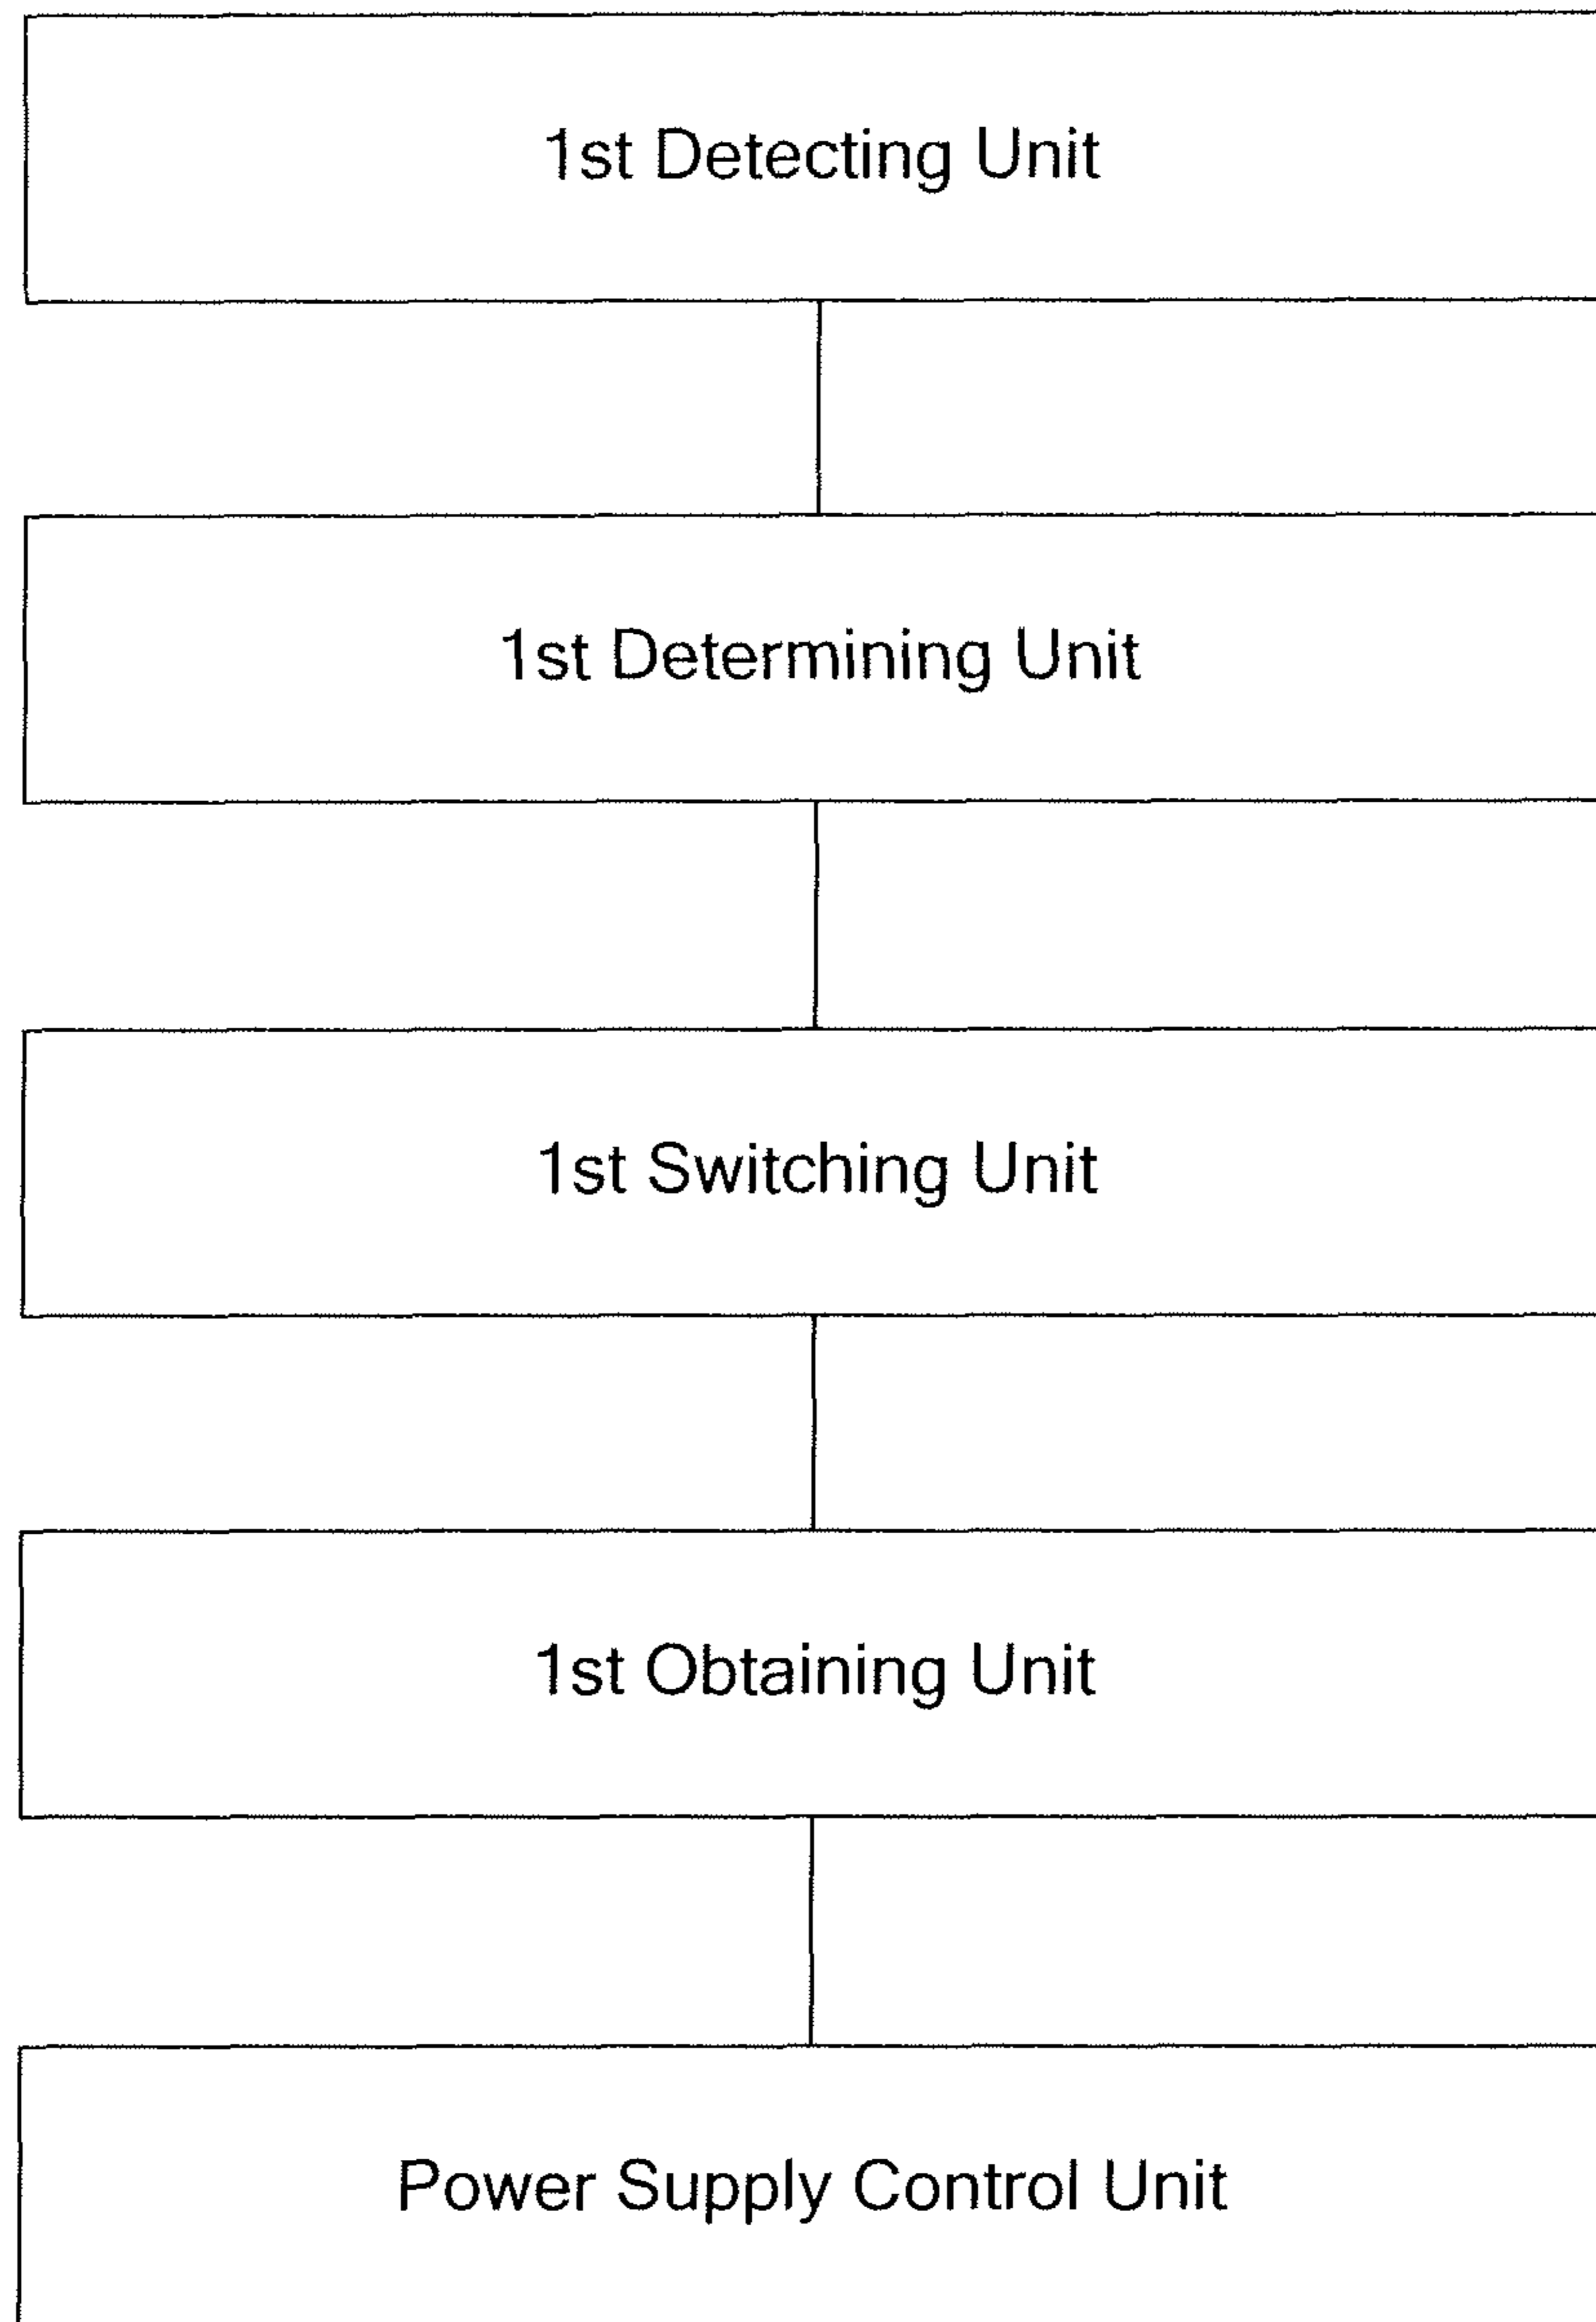 1st Detecting Unit
1st Determining Unit
1st Switching Unit
1st Obtaining Unit
Power Supply Control Unit